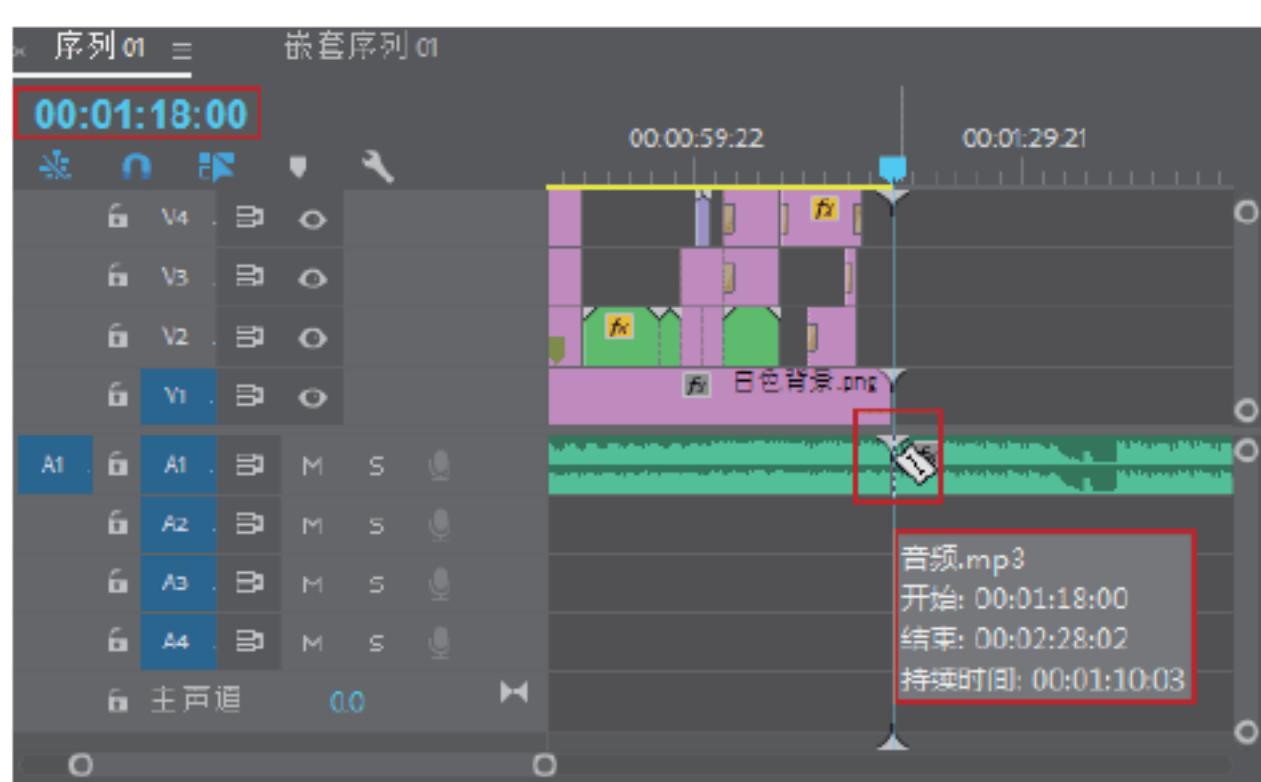 序列 01
嵌套序列 01
00:01:18:00
00:00:59:22
00:01:29:21
V4
fx
V3
V2
fx
V1
fx 白色背景.png
A1 A1 M S
A2 M S
A3 M S
A4 M S
主声道 0.0
音频.mp3
开始: 00:01:18:00
结束: 00:02:28:02
持续时间: 00:01:10:03